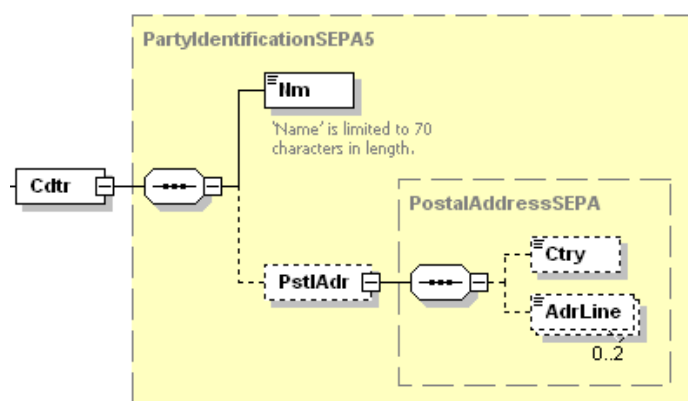 PartyIdentificationSEPA5
Nm
'Name' is limited to 70
characters in length.
Cdtr
PostalAddressSEPA
Ctry
PstlAdr
AdrLine
0..2